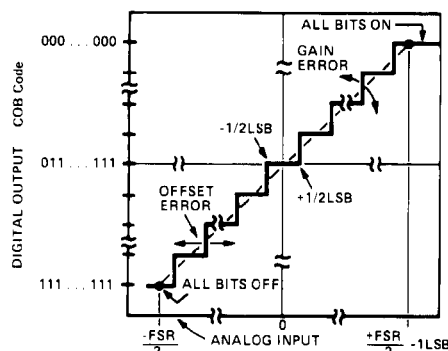 ALL BITS ON
000 ... 000
GAIN
ERROR
-1/2LSB
011 ... 111
+1/2LSB
OFFSET
ERROR
DIGITAL OUTPUT COB Code
111 ... 111
ALL BITS OFF
0
-FSR
2
ANALOG INPUT
+FSR
2
-1LSB